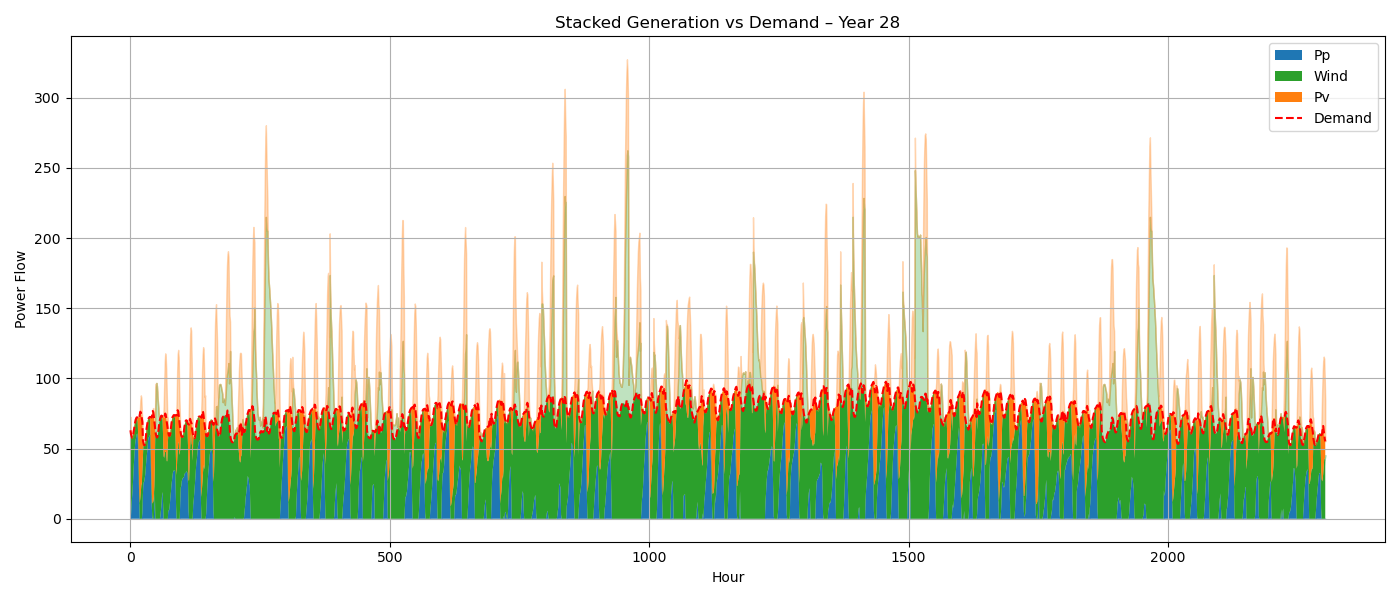 Stacked Generation vs Demand – Year 28
Pp
Wind
Pv
Demand
300
250
200
150
100
50
0
Power Flow
0 500 1000 1500 2000
Hour